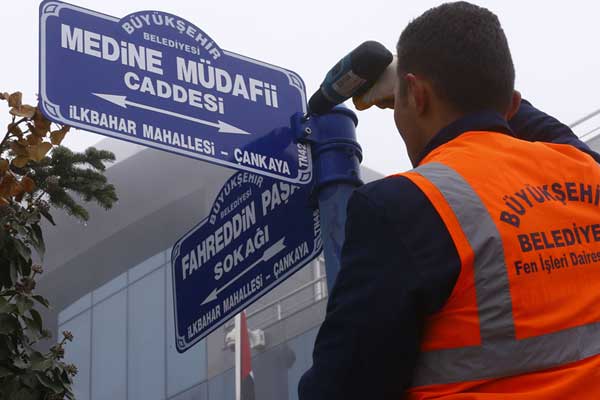 BÜYÜKŞEHİR
BELEDİYESİ
MEDİNE MÜDAFİİ
CADDESİ
İLKBAHAR MAHALLESİ - ÇANKAYA
TN42
BÜYÜKŞEHİR
BELEDİYESİ
FAHREDDİN PAŞA
SOKAĞI
İLKBAHAR MAHALLESİ - ÇANKAYA
BÜYÜKŞEHİR
BELEDİYESİ
Fen İşleri Dairesi